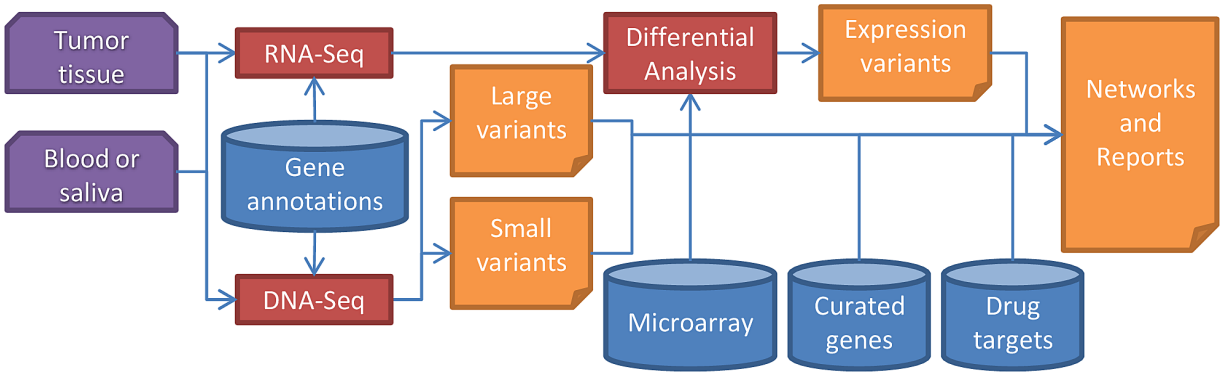 Tumor
tissue
RNA-Seq
Differential
Analysis
Expression
variants
Networks
and
Reports
Large
variants
Blood or
saliva
Gene
annotations
Small
variants
DNA-Seq
Microarray
Curated
genes
Drug
targets